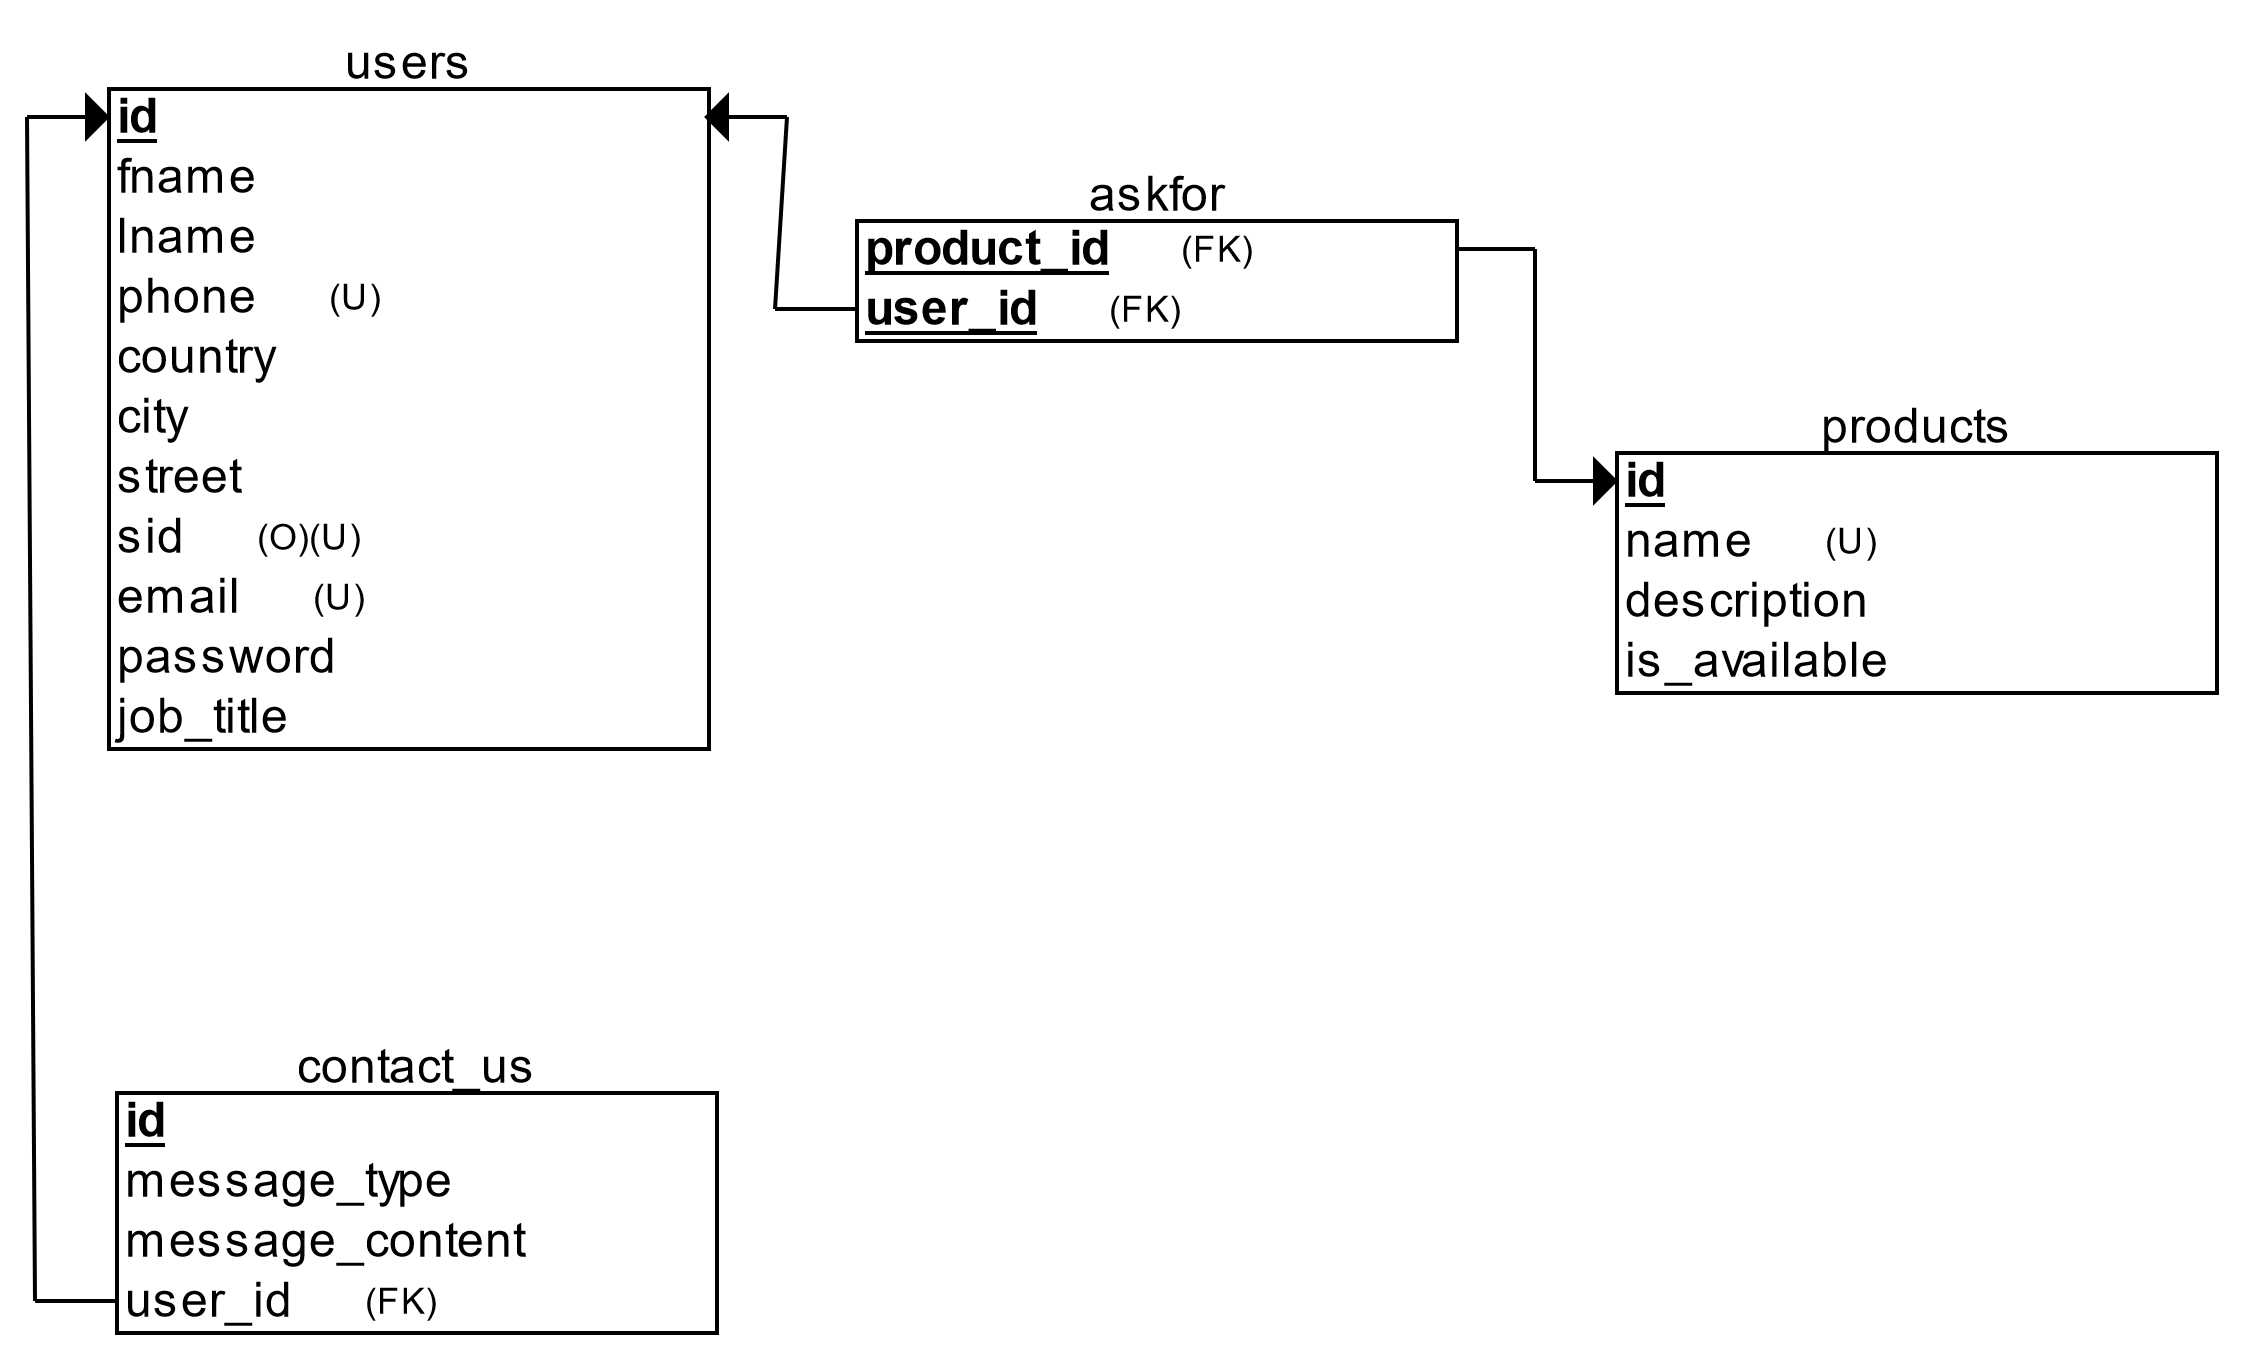 users
id
fname
lname
phone (U)
country
city
street
sid (O)(U)
email (U)
password
job_title
askfor
product_id (FK)
user_id (FK)
products
id
name (U)
description
is_available
contact_us
id
message_type
message_content
user_id (FK)